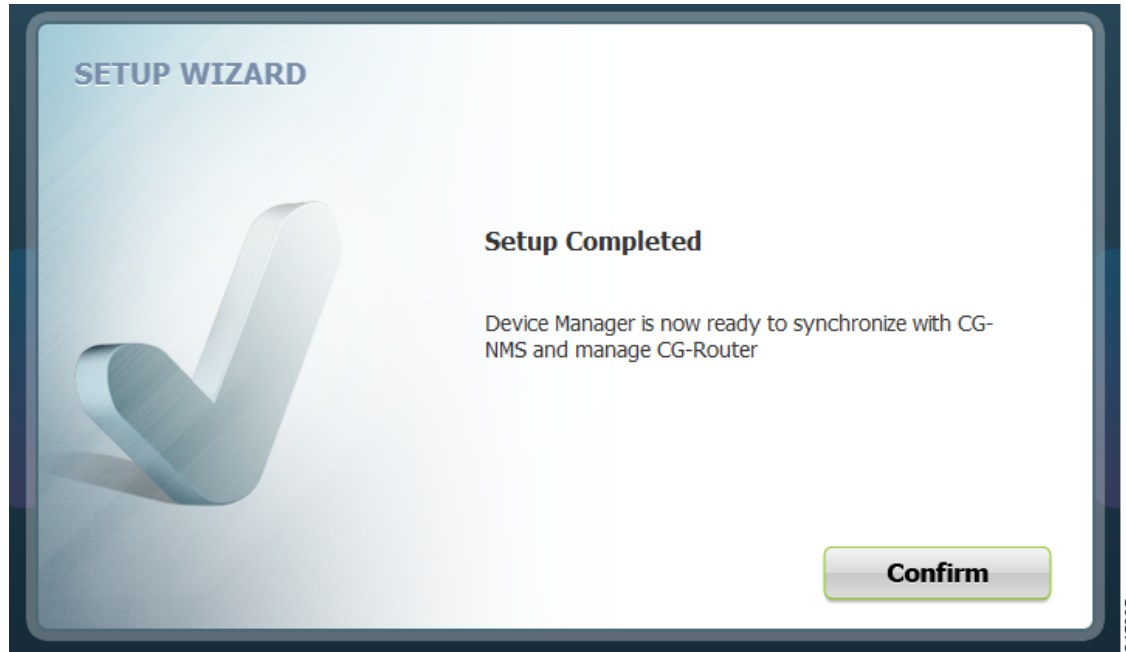 SETUP WIZARD
Setup Completed
Device Manager is now ready to synchronize with CG-
NMS and manage CG-Router
Confirm